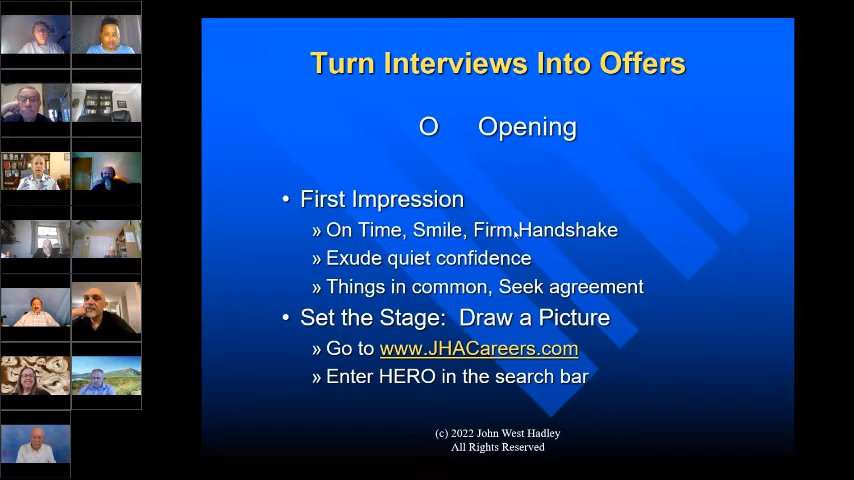 Turn Interviews Into Offers
O Opening
• First Impression
» On Time, Smile, Firm Handshake
» Exude quiet confidence
» Things in common, Seek agreement
• Set the Stage: Draw a Picture
» Go to www.JHACareers.com
» Enter HERO in the search bar
(c) 2022 John West Hadley
All Rights Reserved